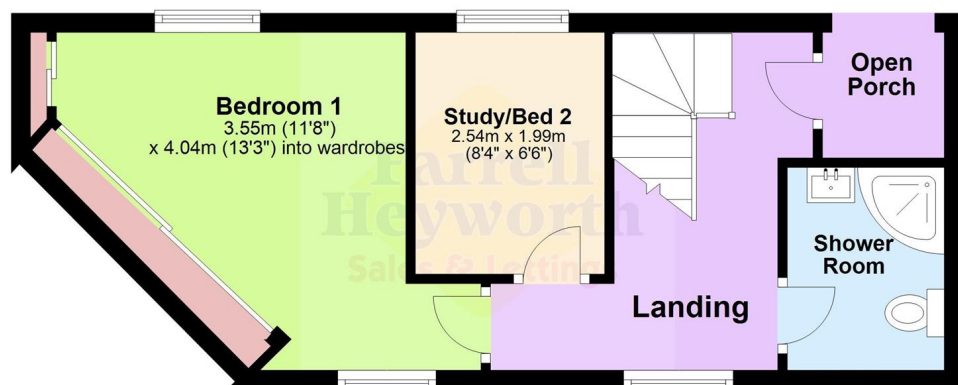 Bedroom 1
3.55m (11'8")
x 4.04m (13'3") into wardrobes
Study/Bed 2
2.54m x 1.99m
(8'4" x 6'6")
Open
Porch
Shower
Room
Landing
Farrell
Heyworth
Sales & Lettings